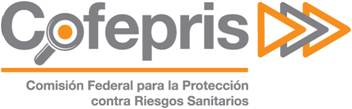 Cofepris
Comisión Federal para la Protección
contra Riesgos Sanitarios